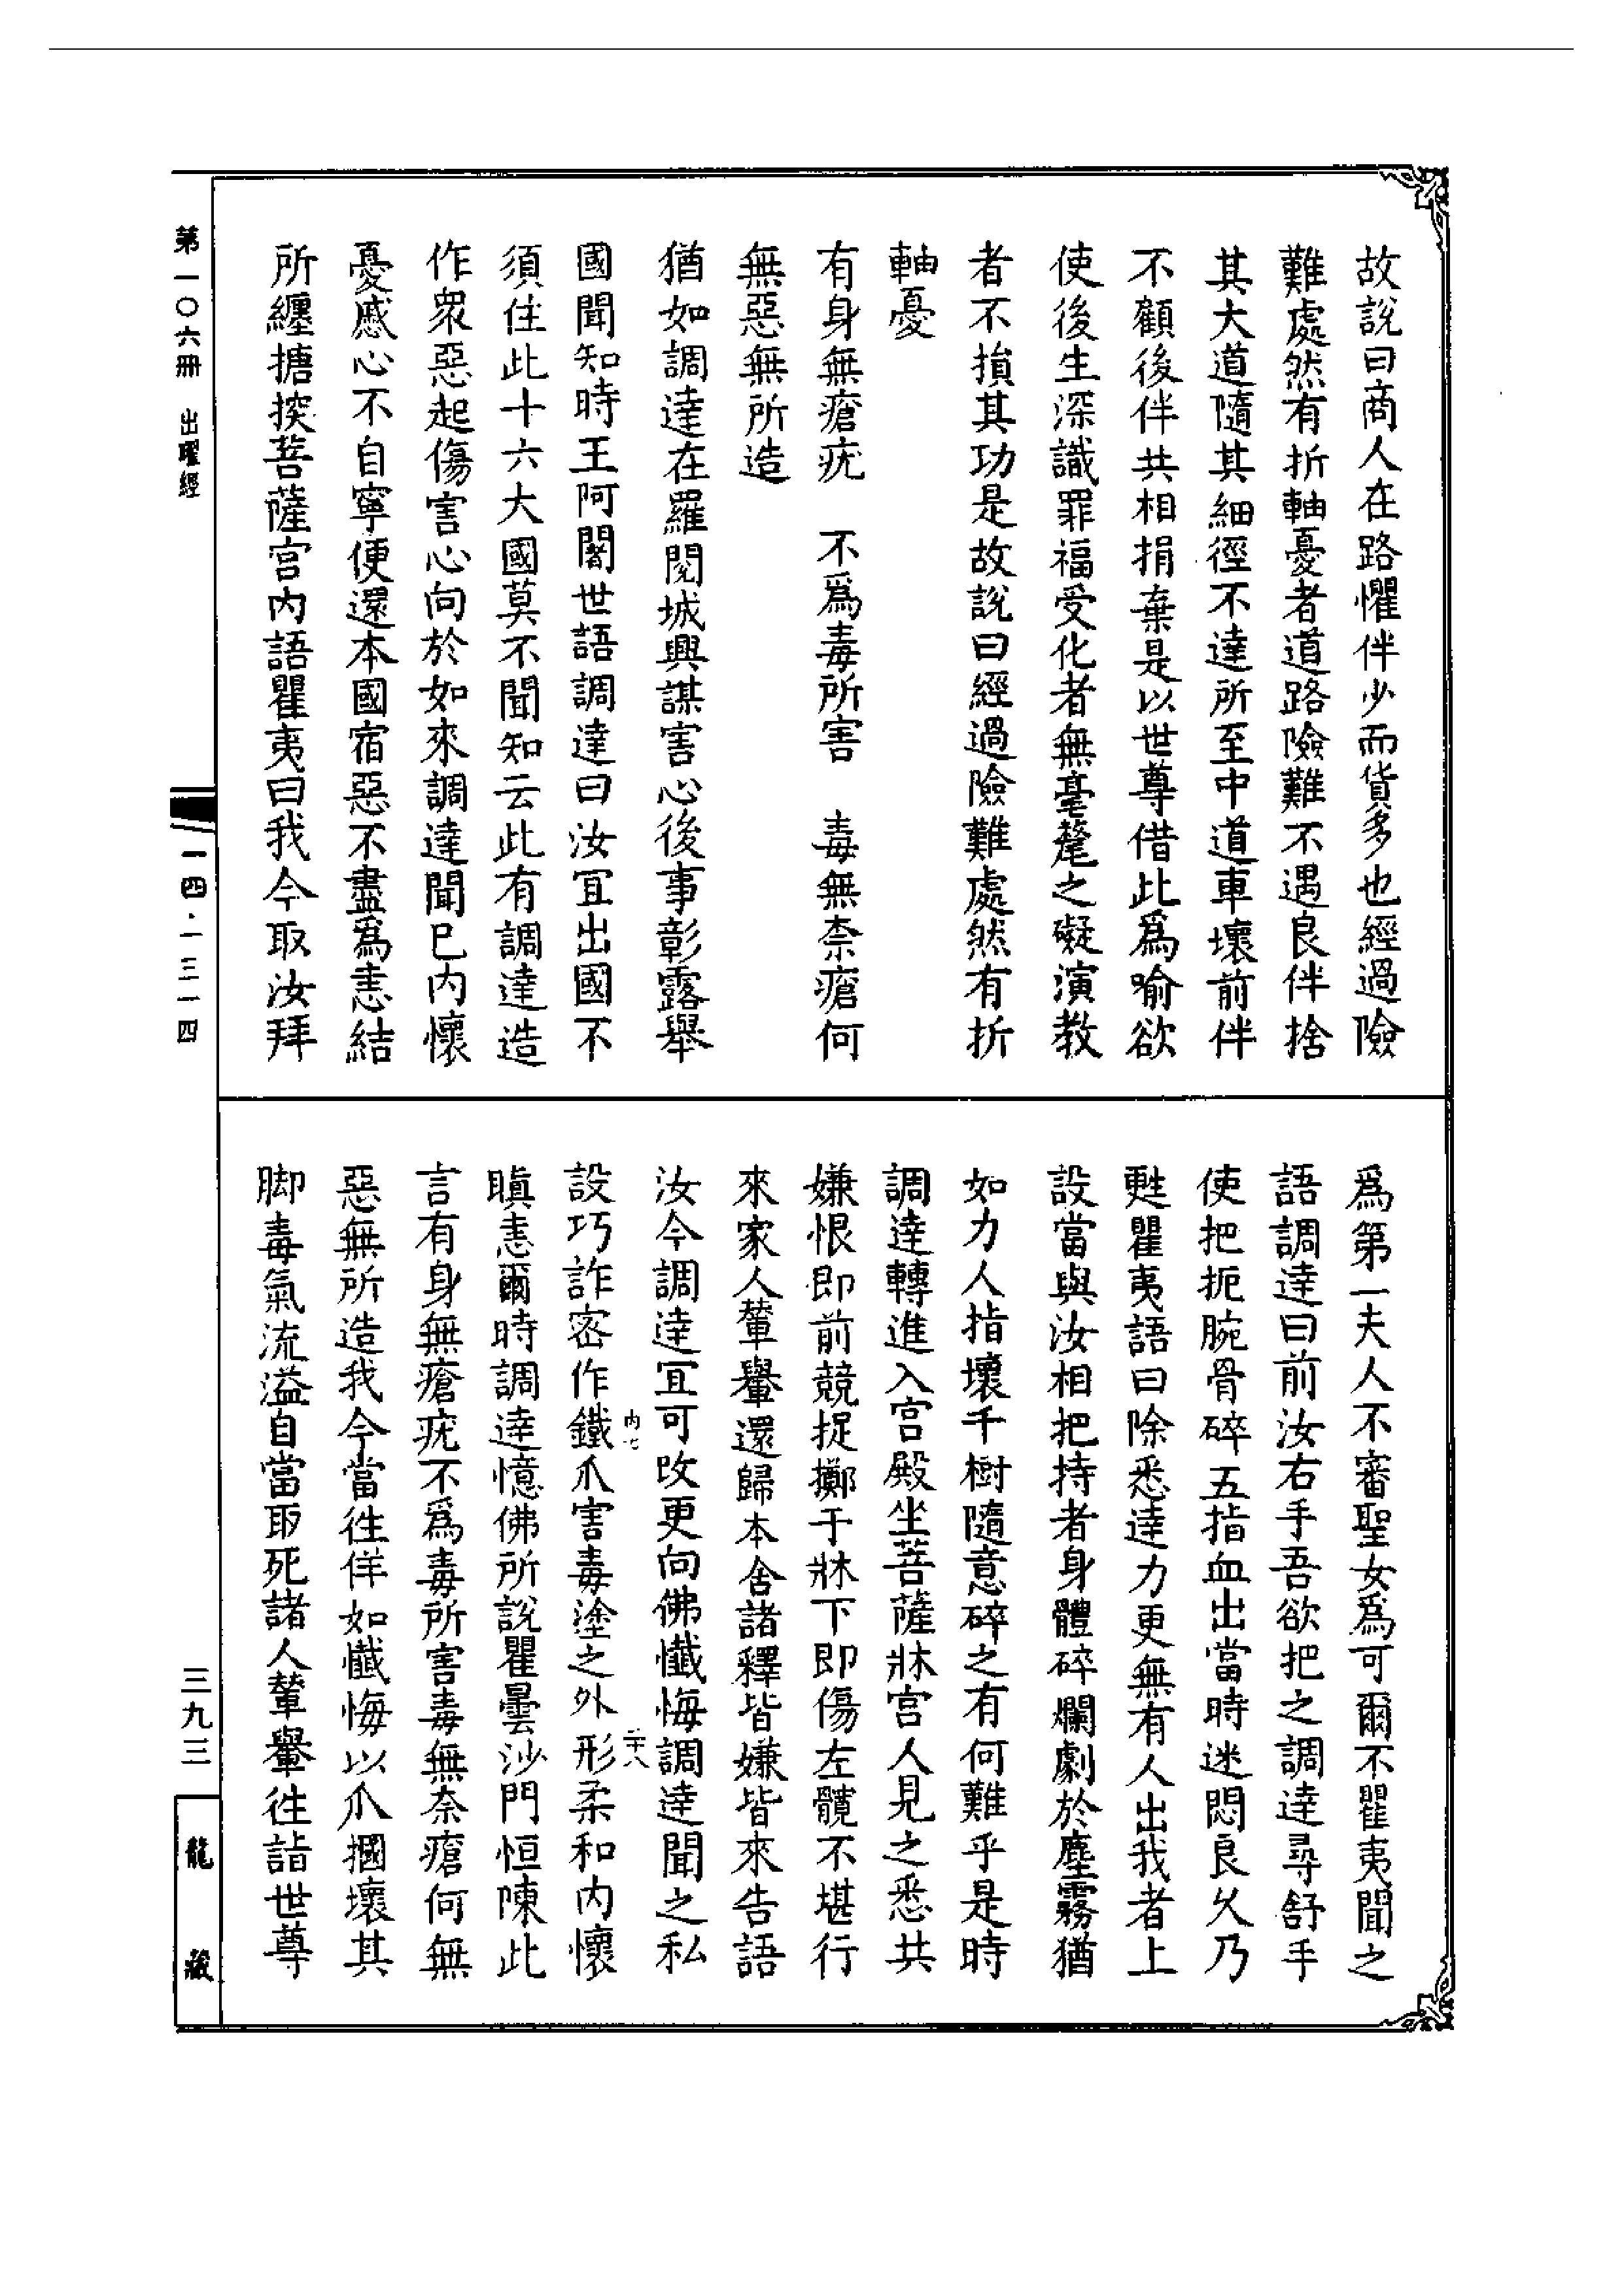 故說曰商人在路懼伴少而貨多也經過險
難處然有折軸憂者道路險難不遇良伴捨
其大道隨其細徑不達所至中道車壞前伴
不顧後伴共相捐棄是以世尊借此爲喻欲
使後生深識罪福受化者無毫氂之礙演教
者不損其功是故說曰經過險難處然有折
軸憂
有身無瘡疣　不爲毒所害　毒無柰瘡何
無惡無所造
猶如調達在羅閱城興謀害心後事彰露舉
國聞知時王阿闍世語調達曰汝宜出國不
須住此十六大國莫不聞知云此有調達造
作衆惡起傷害心向於如來調達聞已内懷
憂慼心不自寧便還本國宿惡不盡爲恚結
所纏搪揬菩薩宫内語瞿夷曰我今取汝拜
爲第一夫人不審聖女爲可爾不瞿夷聞之
語調達曰前汝右手吾欲把之調達尋舒手
使把扼腕骨碎五指血出當時迷悶良久乃
甦瞿夷語曰除悉達力更無有人出我者上
設當與汝相把持者身體碎爛劇於塵霧猶
如力人指壞千樹隨意碎之有何難乎是時
調達轉進入宫殿坐菩薩牀宫人見之悉共
嫌恨即前競捉擲于牀下即傷左髖不堪行
來家人輦轝還歸本舍諸釋皆嫌皆來告語
汝今調達宜可改更向佛懺悔調達聞之私
設巧詐密作鐵爪害毒塗之外形柔和内懷
瞋恚爾時調達憶佛所說瞿曇沙門恒陳此
言有身無瘡疣不爲毒所害毒無奈瘡何無
惡無所造我今當往佯如懺悔以爪摑壞其
脚毒氣流溢自當取死諸人輦轝往詣世尊
第一〇六冊　出曜經
一四·一三一四
三九三
龍藏